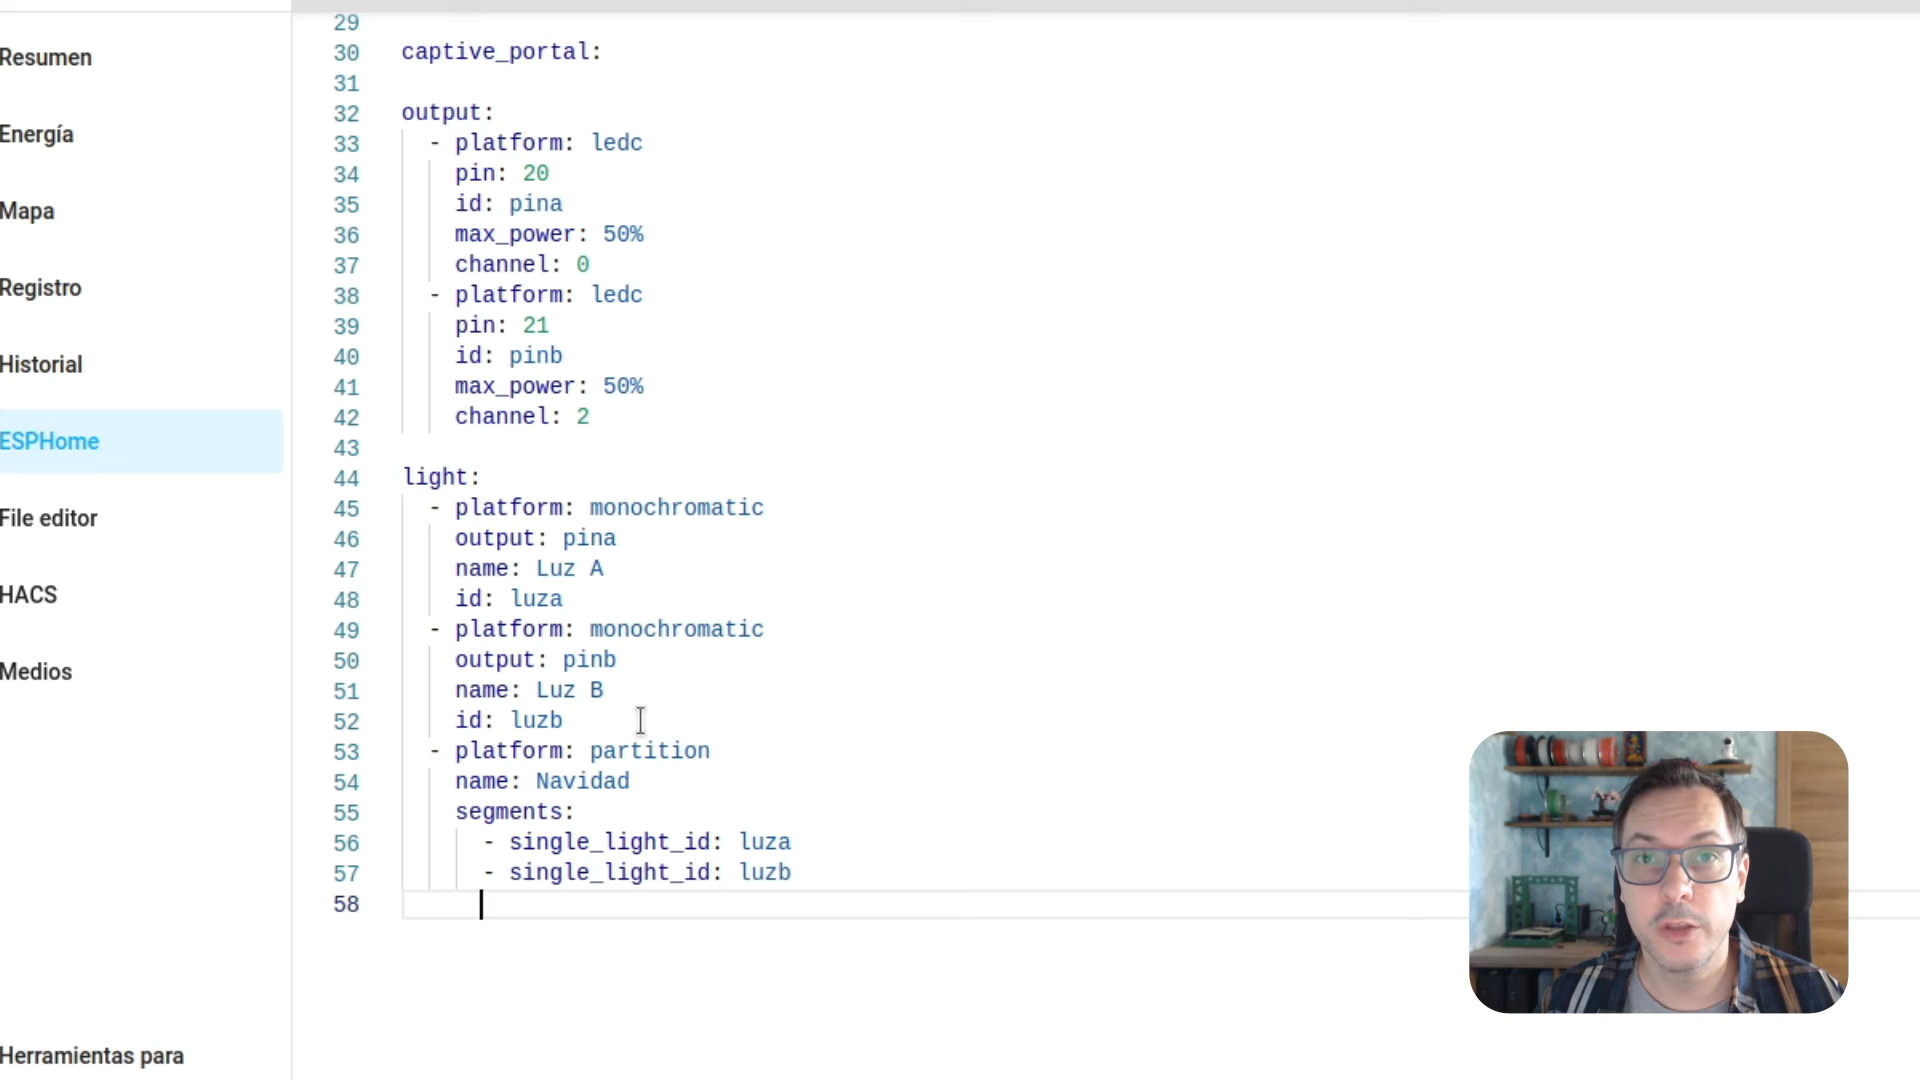 Resumen
Energía
Mapa
Registro
Historial
ESPHome
File editor
HACS
Medios
Herramientas para
29
30 captive_portal:
31
32 output:
33 - platform: ledc
34 pin: 20
35 id: pina
36 max_power: 50%
37 channel: 0
38 - platform: ledc
39 pin: 21
40 id: pinb
41 max_power: 50%
42 channel: 2
43
44 light:
45 - platform: monochromatic
46 output: pina
47 name: Luz A
48 id: luza
49 - platform: monochromatic
50 output: pinb
51 name: Luz B
52 id: luzb
53 - platform: partition
54 name: Navidad
55 segments:
56 - single_light_id: luza
57 - single_light_id: luzb
58